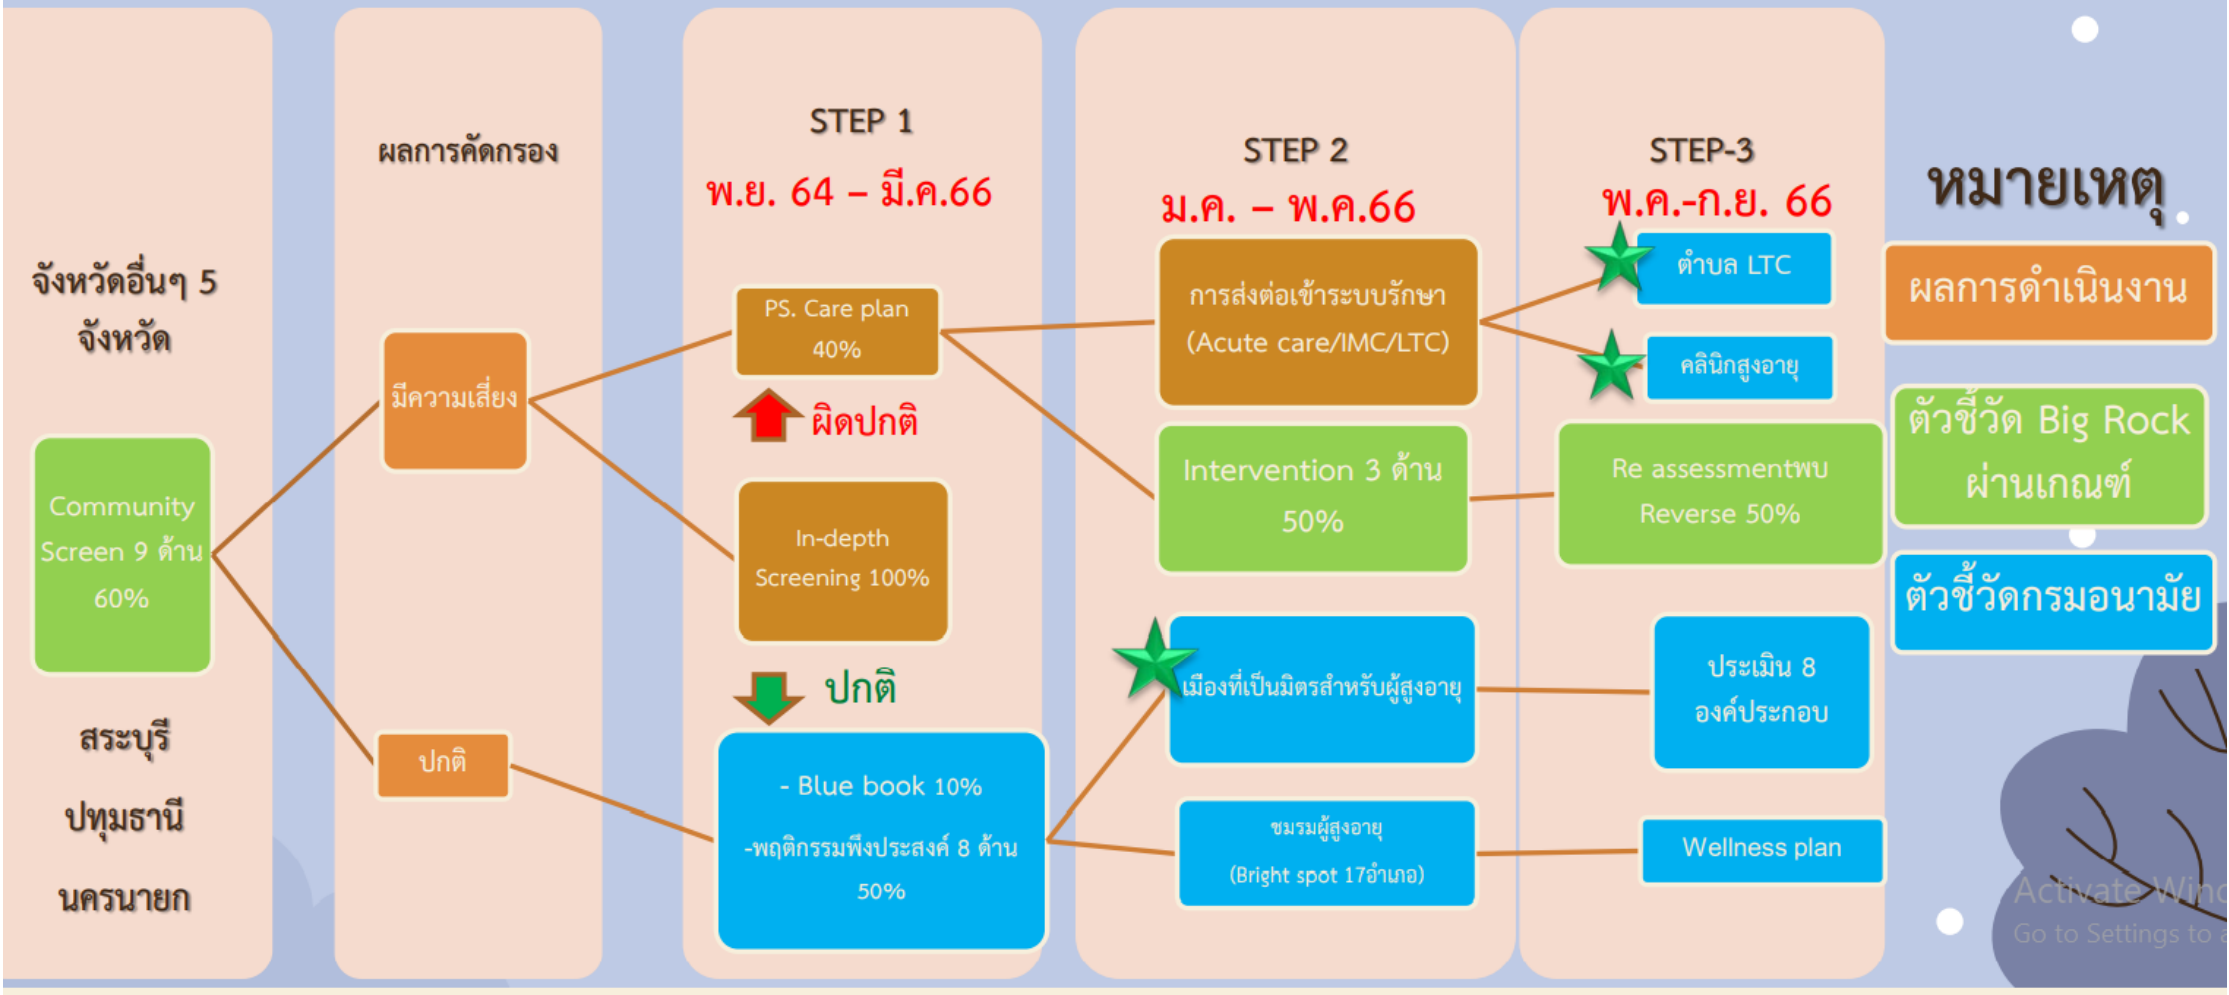 จังหวัดอื่นๆ 5
จังหวัด
Community
Screen 9 ด้าน
60%
สระบุรี
ปทุมธานี
นครนายก
ผลการคัดกรอง
มีความเสี่ยง
ปกติ
STEP 1
พ.ย. 64 – มี.ค.66
PS. Care plan
40%
ผิดปกติ
In-depth
Screening 100%
ปกติ
- Blue book 10%
-พฤติกรรมพึงประสงค์ 8 ด้าน
50%
STEP 2
ม.ค. – พ.ค.66
การส่งต่อเข้าระบบรักษา
(Acute care/IMC/LTC)
Intervention 3 ด้าน
50%
เมืองที่เป็นมิตรสำหรับผู้สูงอายุ
ชมรมผู้สูงอายุ
(Bright spot 17อำเภอ)
STEP-3
พ.ค.-ก.ย. 66
ตำบล LTC
คลินิกสูงอายุ
Re assessmentพบ
Reverse 50%
ประเมิน 8
องค์ประกอบ
Wellness plan
หมายเหตุ
ผลการดำเนินงาน
ตัวชี้วัด Big Rock
ผ่านเกณฑ์
ตัวชี้วัดกรมอนามัย
Activate Wind
Go to Settings to a